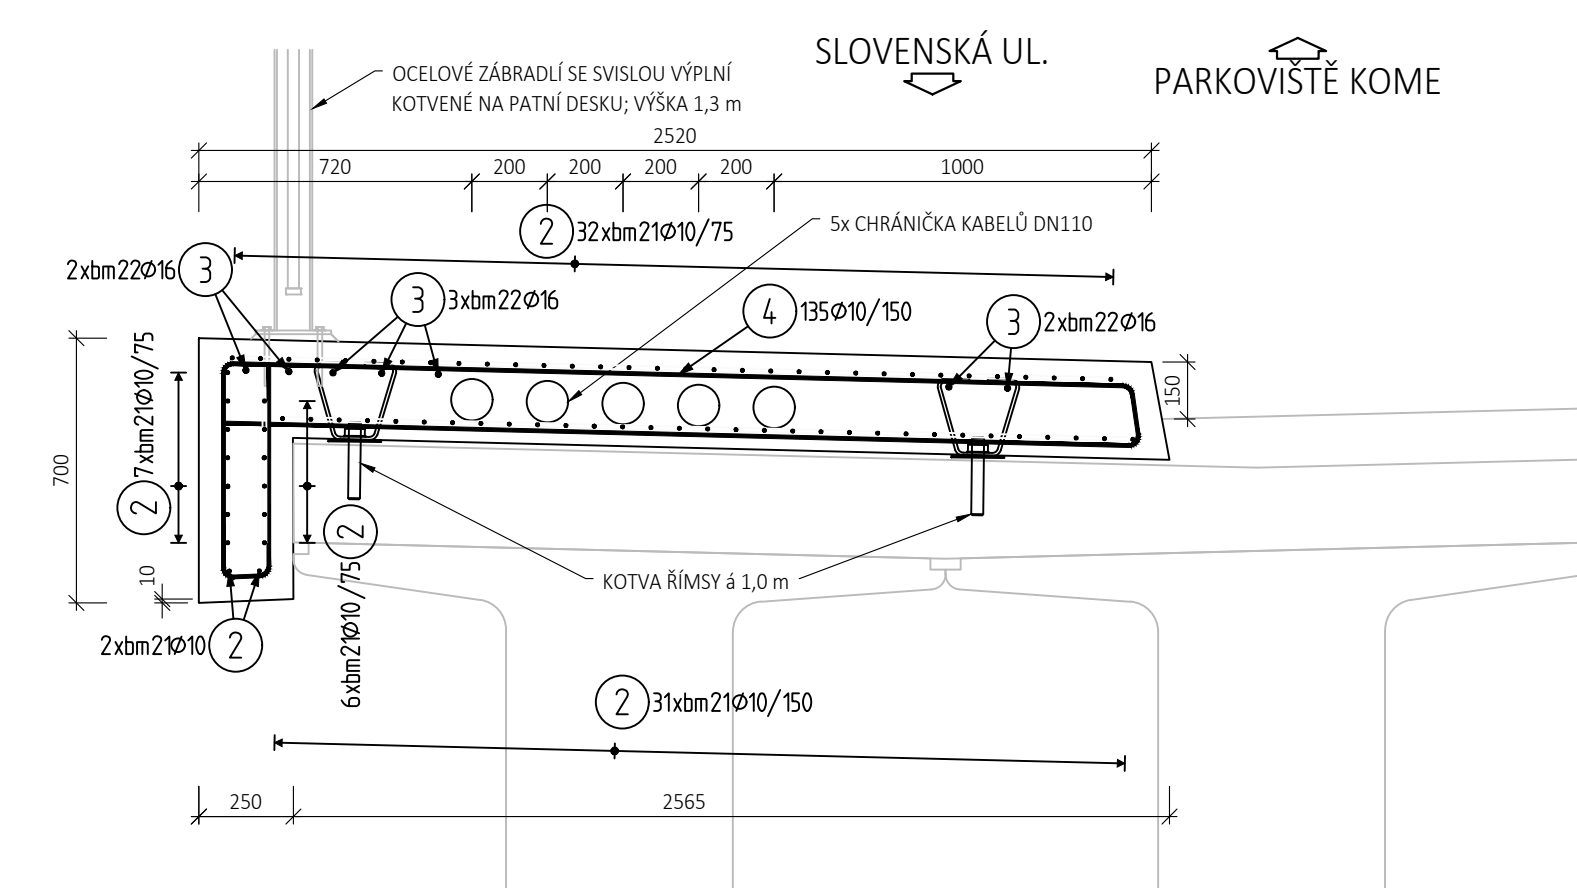 SLOVENSKÁ UL.
PARKOVIŠTĚ KOME
OCELOVÉ ZÁBRADLÍ SE SVISLOU VÝPLNÍ
KOTVENÉ NA PATNÍ DESKU; VÝŠKA 1,3 m
2520
720
200
200
200
200
1000
2 32xbm21Ø10/75
5x CHRÁNIČKA KABELŮ DN110
2xbm22Ø16 3
3 3xbm22Ø16
4 135Ø10/150
3 2xbm22Ø16
150
700
2 7xbm21Ø10/75
10
6xbm21Ø10/75 2
KOTVA ŘÍMSY á 1,0 m
2xbm21Ø10 2
2 31xbm21Ø10/150
250
2565